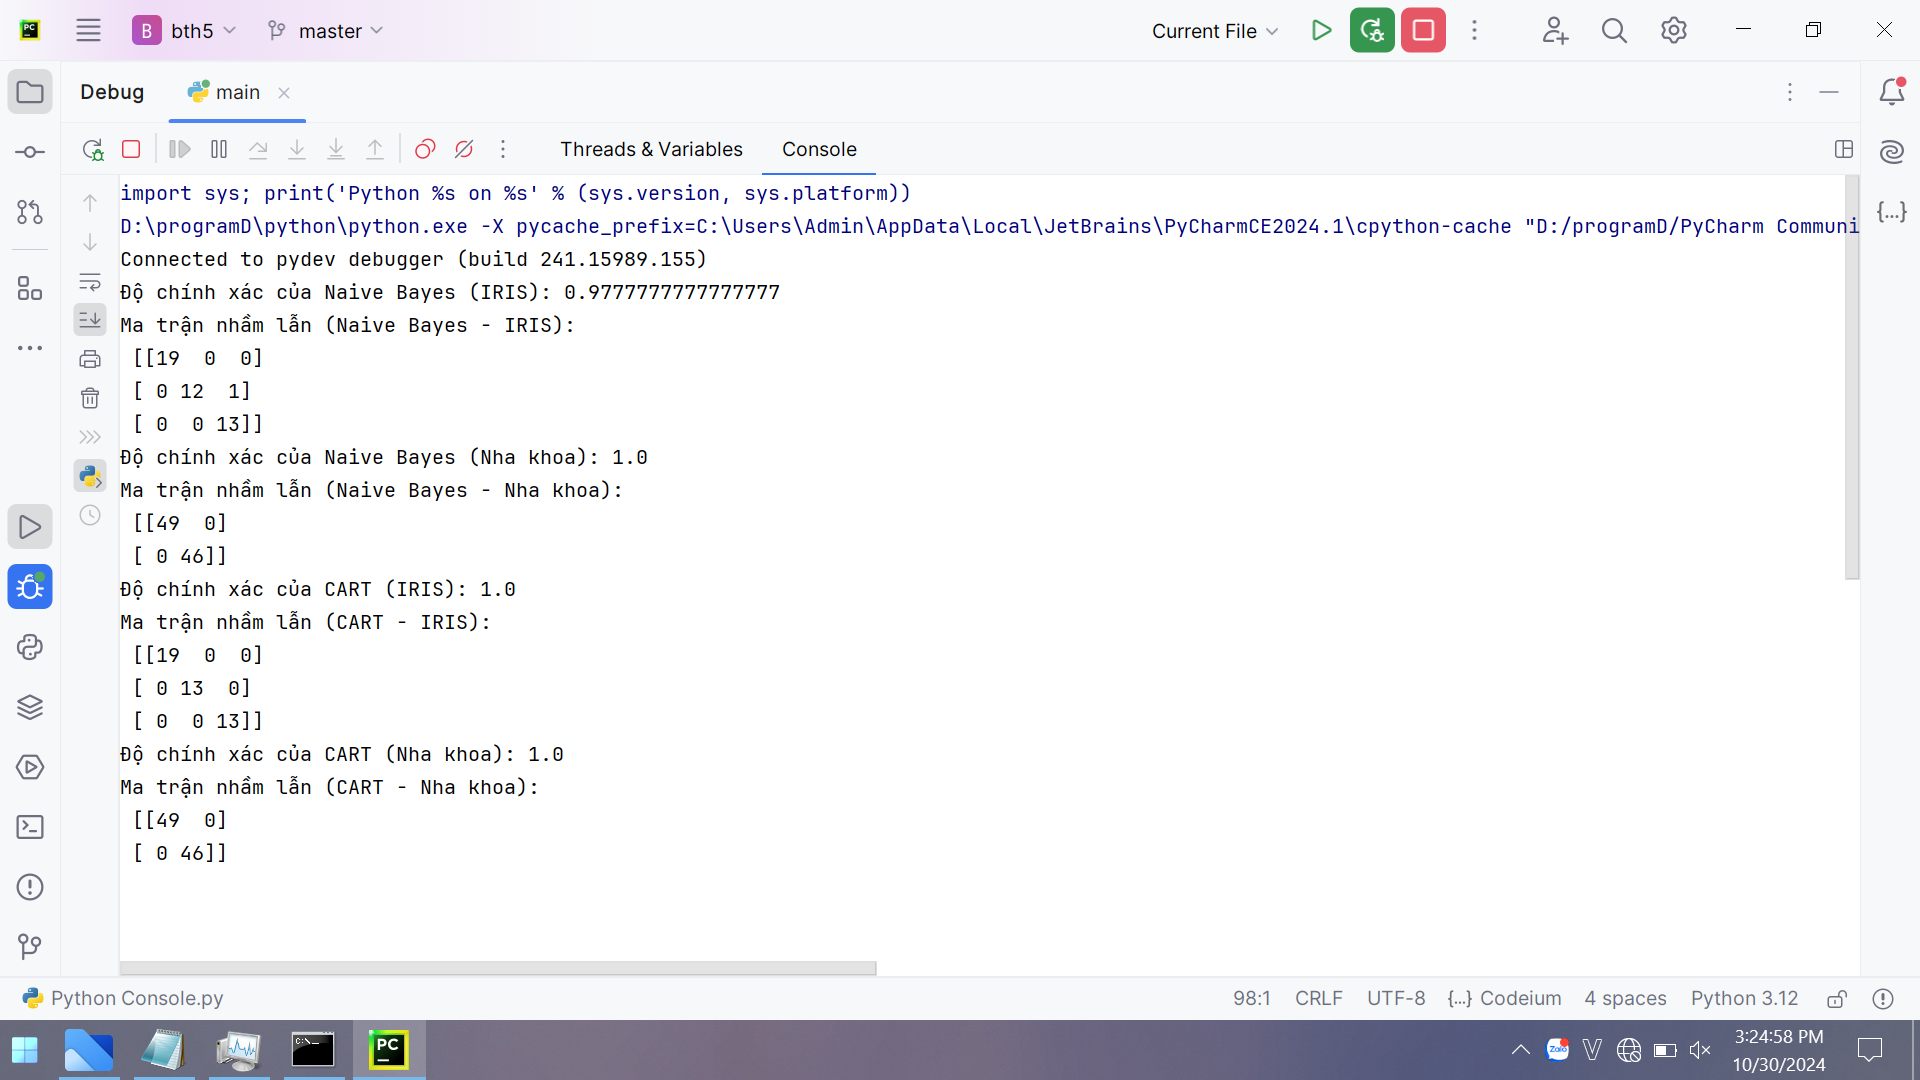 PC
B bth5
master
Current File
Debug
main
Threads & Variables
Console
import sys; print('Python %s on %s' % (sys.version, sys.platform))
D:\programD\python\python.exe -X pycache_prefix=C:\Users\Admin\AppData\Local\JetBrains\PyCharmCE2024.1\cpython-cache "D:/programD/PyCharm Communi
Connected to pydev debugger (build 241.15989.155)
Độ chính xác của Naive Bayes (IRIS): 0.9777777777777777
Ma trận nhầm lẫn (Naive Bayes - IRIS):
 [[19  0  0]
 [ 0 12  1]
 [ 0  0 13]]
Độ chính xác của Naive Bayes (Nha khoa): 1.0
Ma trận nhầm lẫn (Naive Bayes - Nha khoa):
 [[49  0]
 [ 0 46]]
Độ chính xác của CART (IRIS): 1.0
Ma trận nhầm lẫn (CART - IRIS):
 [[19  0  0]
 [ 0 13  0]
 [ 0  0 13]]
Độ chính xác của CART (Nha khoa): 1.0
Ma trận nhầm lẫn (CART - Nha khoa):
 [[49  0]
 [ 0 46]]
Python Console.py
98:1 CRLF UTF-8 {...} Codeium 4 spaces Python 3.12
C:\_
PC
Zalo
V
3:24:58 PM
10/30/2024